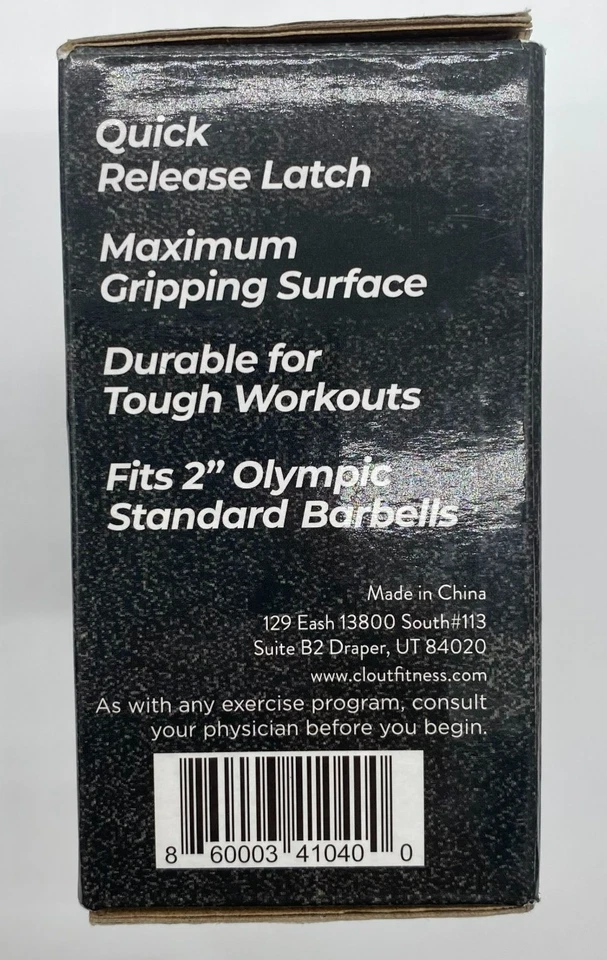 Quick
Release Latch
Maximum
Gripping Surface
Durable for
Tough Workouts
Fits 2” Olympic
Standard Barbells
Made in China
129 Eash 13800 South#113
Suite B2 Draper, UT 84020
www.cloutfitness.com
As with any exercise program, consult
your physician before you begin.
8 60003 41040 0